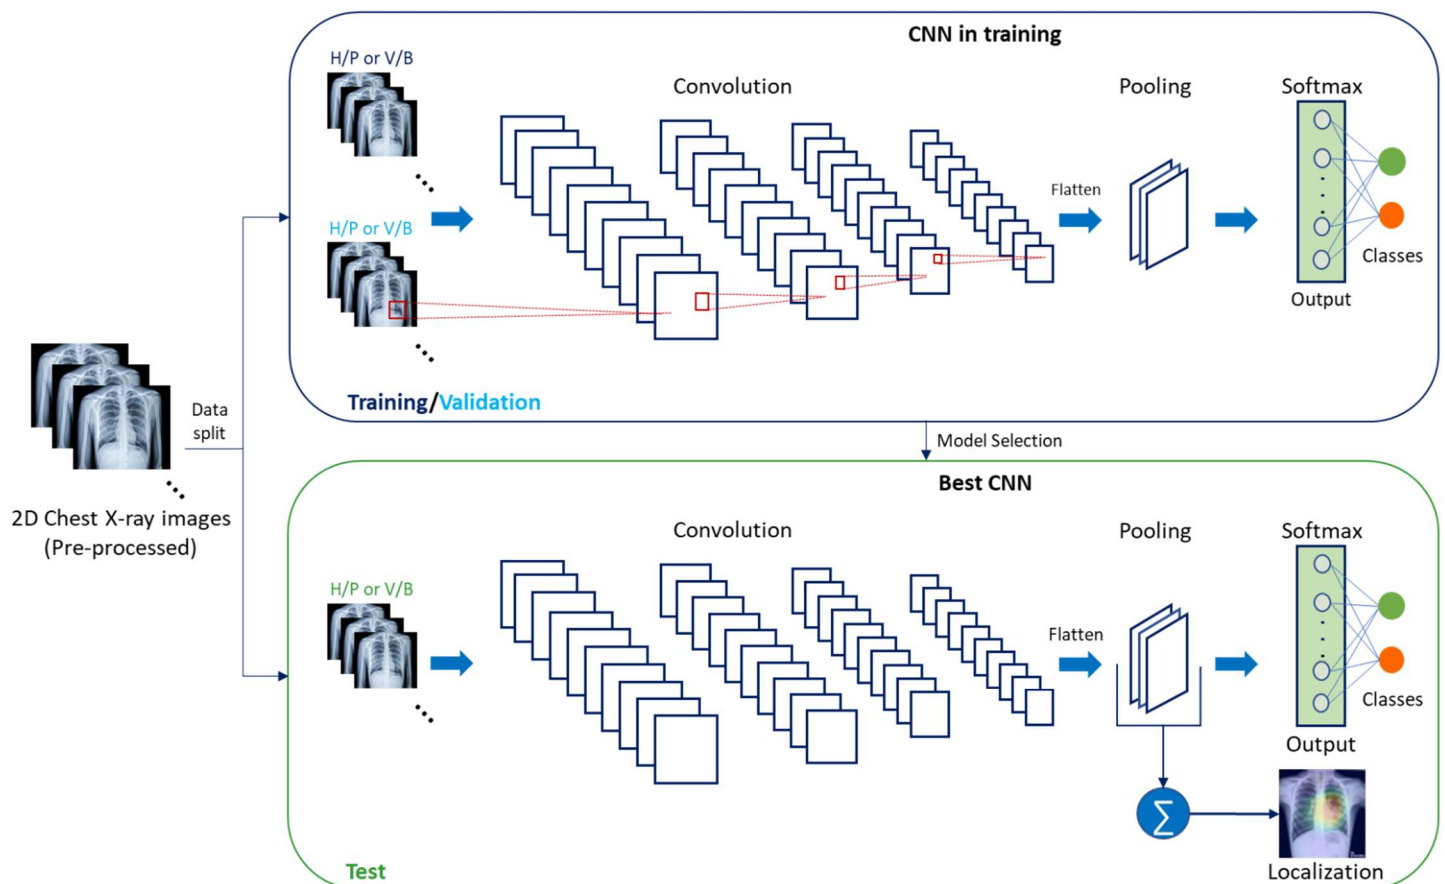 CNN in training
H/P or V/B
Convolution
Pooling
Softmax
H/P or V/B
Flatten
Classes
Output
Training/Validation
Data
split
2D Chest X-ray images
(Pre-processed)
Model Selection
Best CNN
Convolution
Pooling
Softmax
H/P or V/B
Flatten
Classes
Output
Σ
Localization
Test